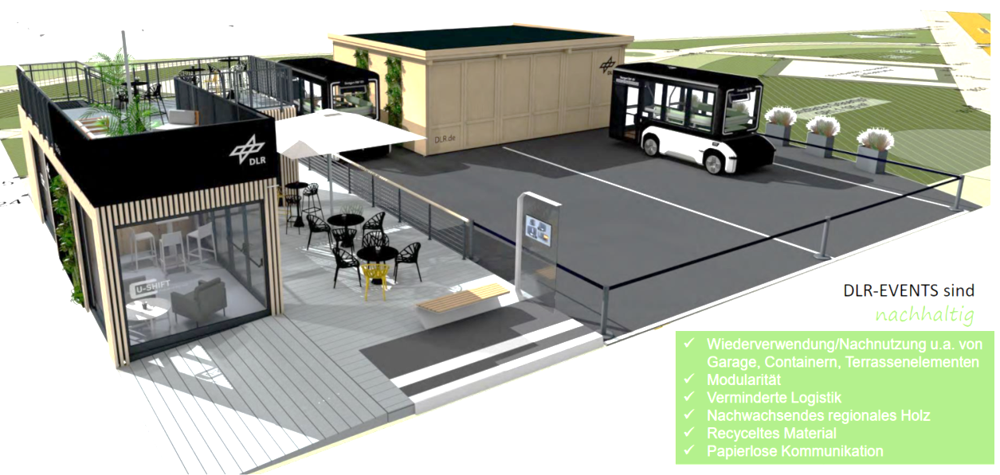 DLR
DLR.de
DLR
U-SHIFT
DLR-EVENTS sind
nachhaltig
✓ Wiederverwendung/Nachnutzung u.a. von
Garage, Containern, Terrassenelementen
✓ Modularität
✓ Verminderte Logistik
✓ Nachwachsendes regionales Holz
✓ Recyceltes Material
✓ Papierlose Kommunikation